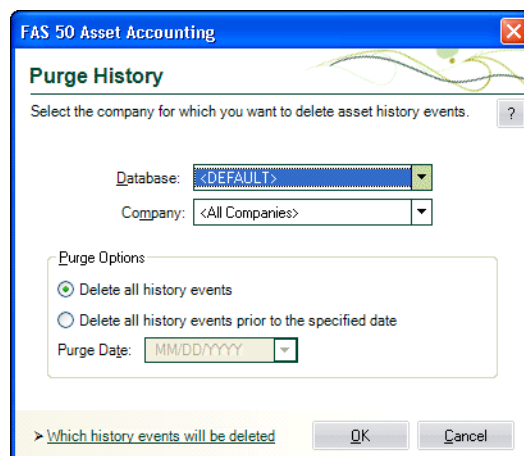 FAS 50 Asset Accounting
Purge History
Select the company for which you want to delete asset history events.
?
Database: <DEFAULT>
Company: <All Companies>
Purge Options
Delete all history events
Delete all history events prior to the specified date
Purge Date: MM/DD/YYYY
➤ Which history events will be deleted
OK
Cancel